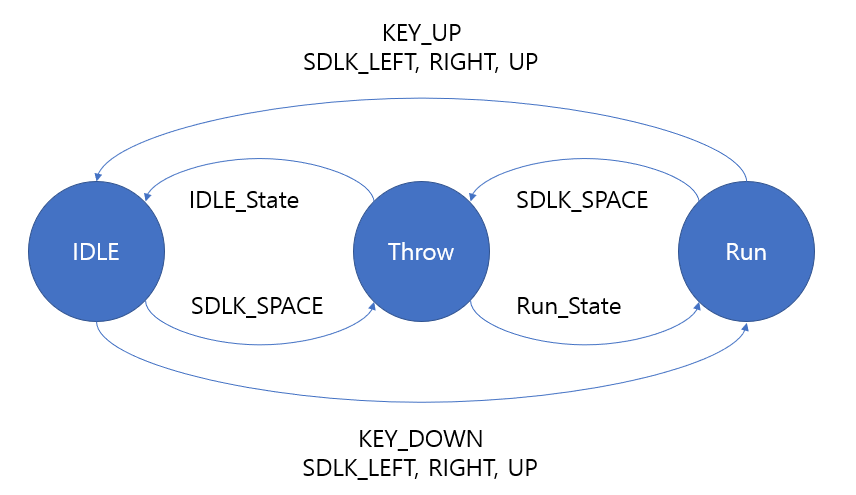 KEY_UP
SDLK_LEFT, RIGHT, UP
IDLE_State
SDLK_SPACE
IDLE
Throw
Run
SDLK_SPACE
Run_State
KEY_DOWN
SDLK_LEFT, RIGHT, UP